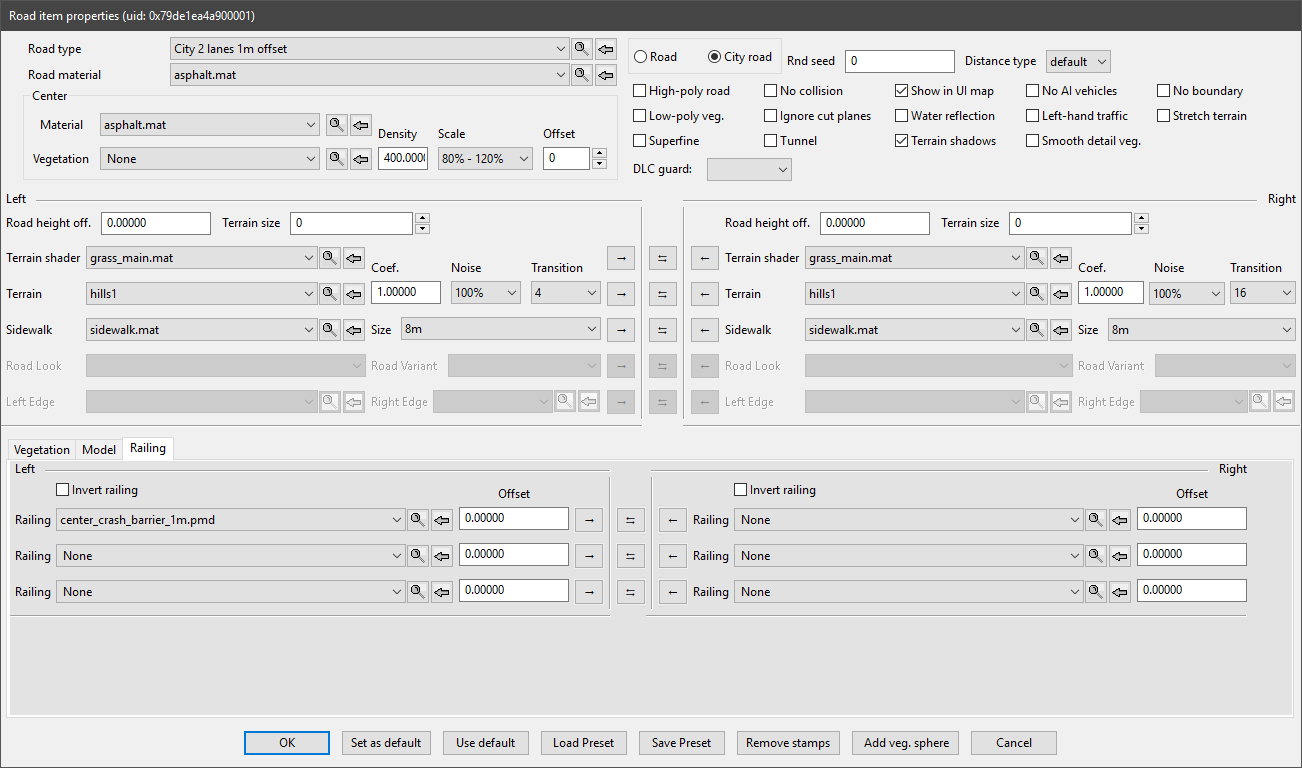 Road item properties (uid: 0x79de1ea4a900001)
Road type City 2 lanes 1m offset
Road material asphalt.mat
Road City road Rnd seed 0 Distance type default
High-poly road No collision Show in UI map No AI vehicles No boundary
Low-poly veg. Ignore cut planes Water reflection Left-hand traffic Stretch terrain
Superfine Tunnel Terrain shadows Smooth detail veg.
DLC guard:
Center
Material asphalt.mat
Density Scale Offset
Vegetation None 400.000 80% - 120% 0
Left
Road height off. 0.00000 Terrain size 0
Terrain shader grass_main.mat
Coef. Noise Transition
Terrain hills1 1.00000 100% 4
Sidewalk sidewalk.mat Size 8m
Road Look Road Variant
Left Edge Right Edge
Right
Road height off. 0.00000 Terrain size 0
Terrain shader grass_main.mat
Coef. Noise Transition
Terrain hills1 1.00000 100% 16
Sidewalk sidewalk.mat Size 8m
Road Look Road Variant
Left Edge Right Edge
Vegetation Model Railing
Left
Invert railing Offset
Railing center_crash_barrier_1m.pmd 0.00000
Railing None 0.00000
Railing None 0.00000
Right
Invert railing Offset
Railing None 0.00000
Railing None 0.00000
Railing None 0.00000
OK Set as default Use default Load Preset Save Preset Remove stamps Add veg. sphere Cancel